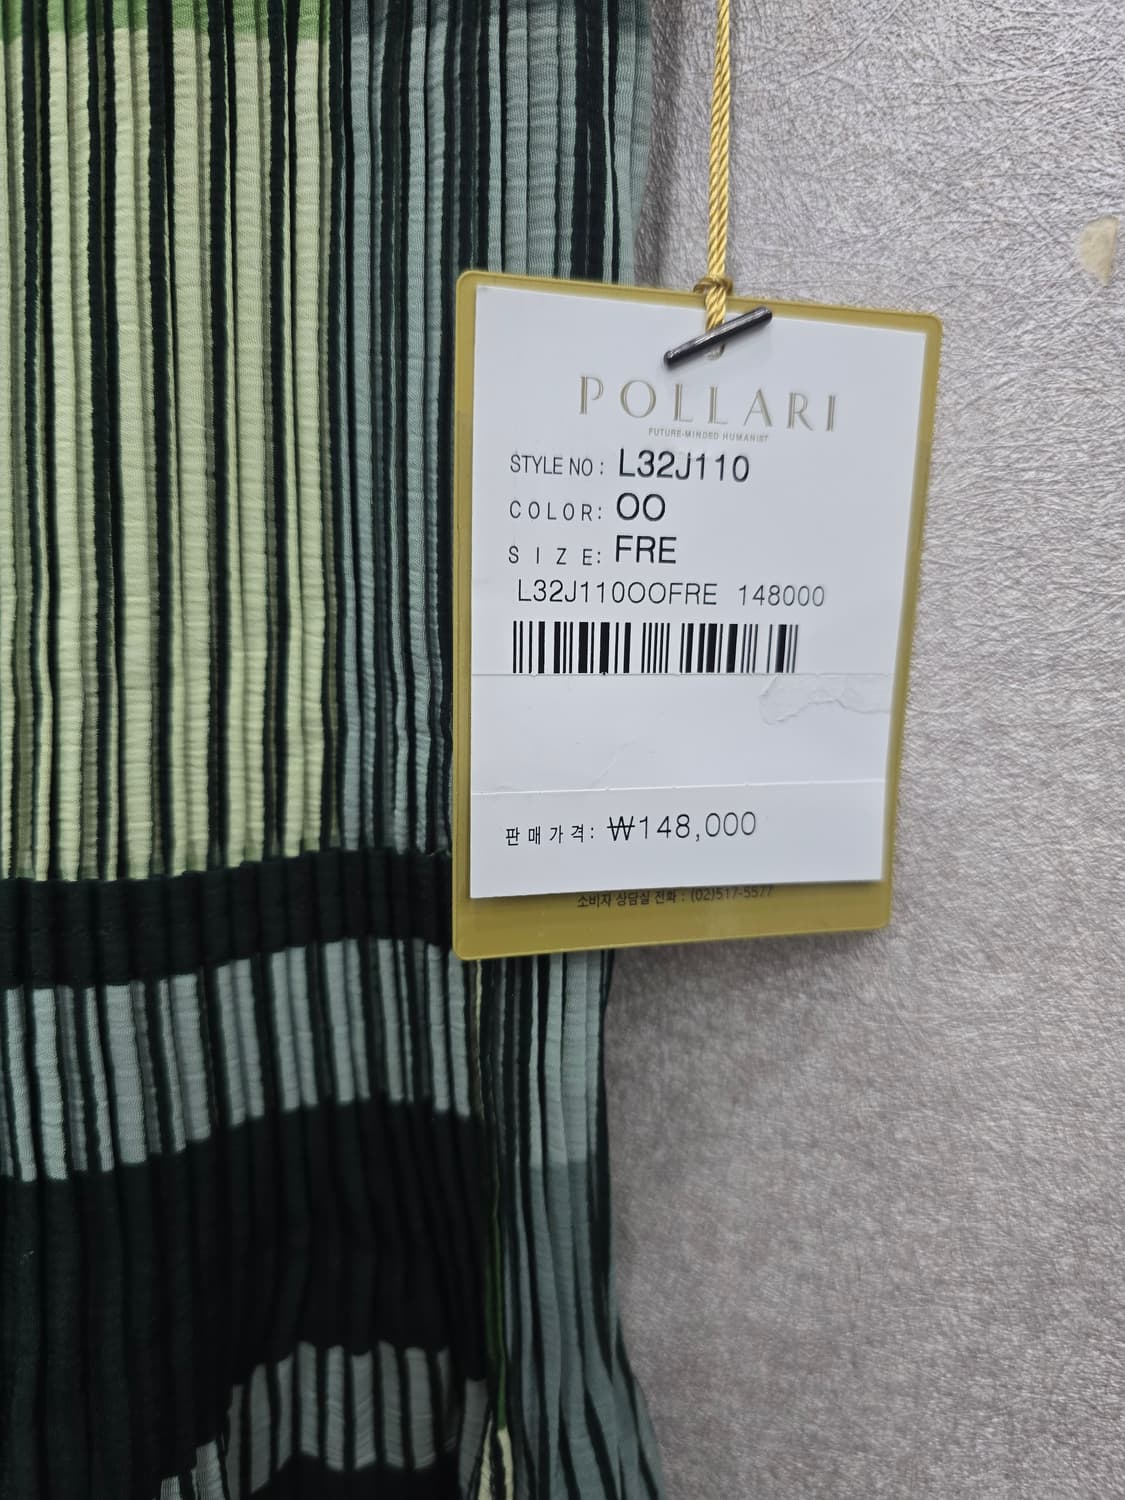 POLLARI
FUTURE-MINDED HUMANIST
STYLE NO : L32J110
COLOR: OO
SIZE: FRE
L32J110OOFRE 148000
판매가격: ₩148,000
소비자 상담실 전화 : (02)517-5577